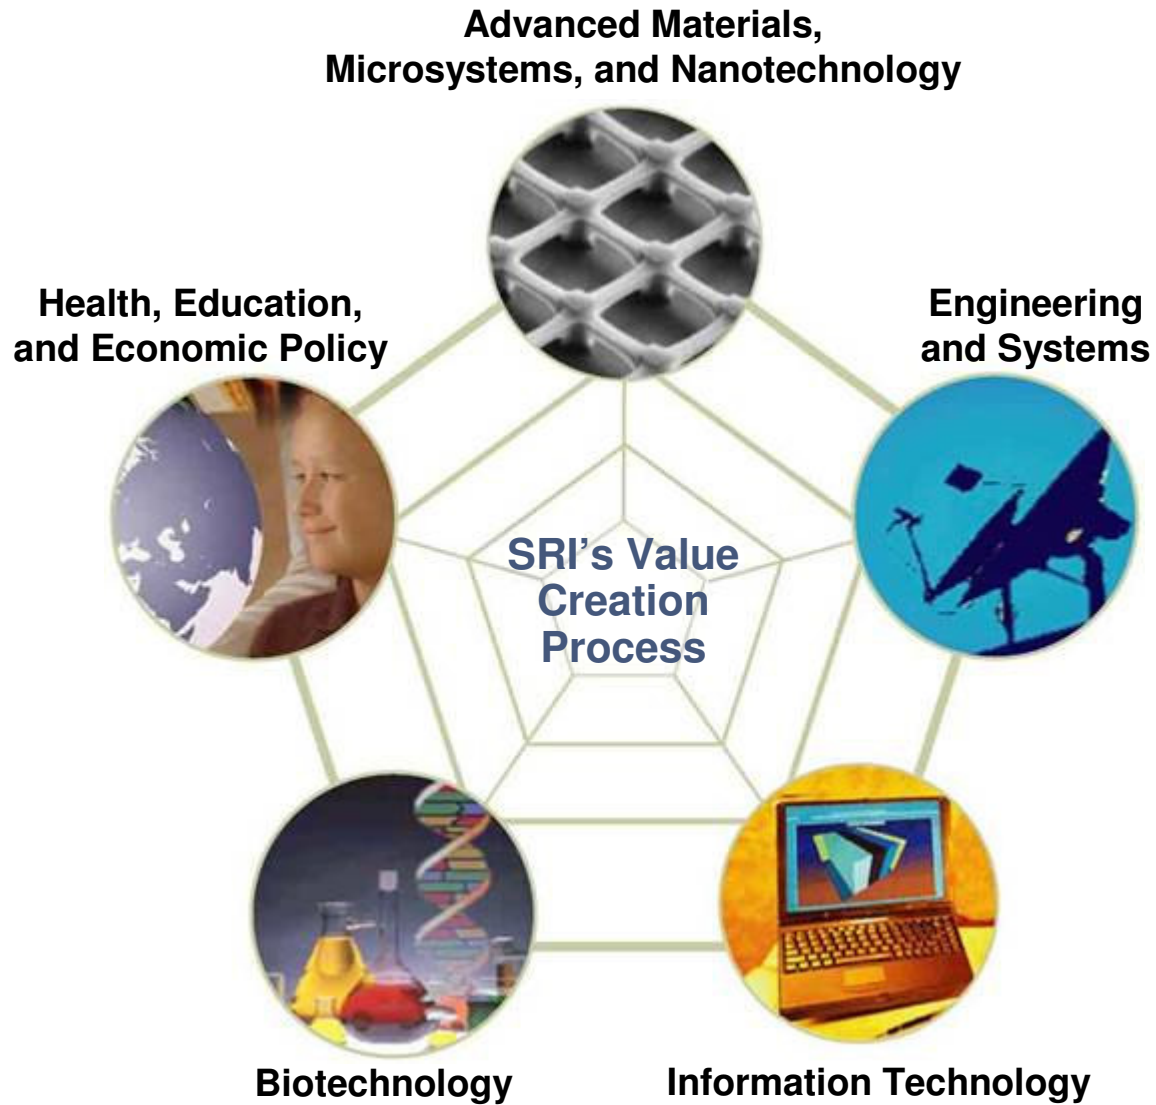 Advanced Materials,
Microsystems, and Nanotechnology
Health, Education,
and Economic Policy
Engineering
and Systems
SRI's Value
Creation
Process
Biotechnology
Information Technology